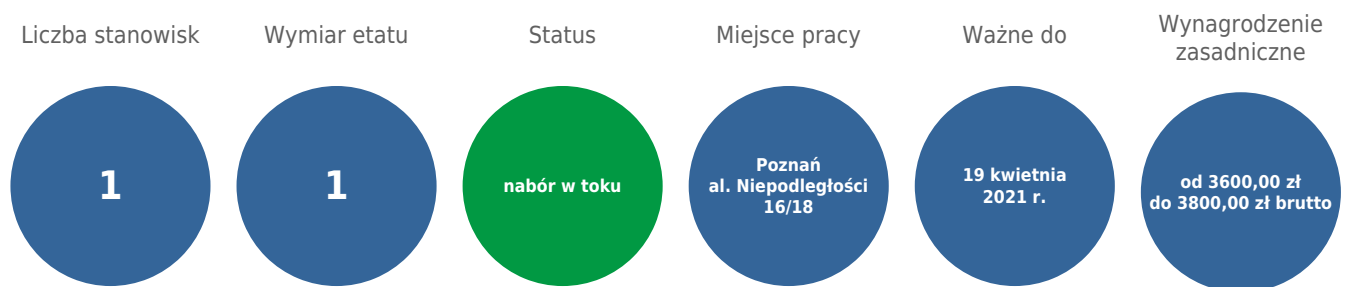 Liczba stanowisk
1
Wymiar etatu
1
Status
nabór w toku
Miejsce pracy
Poznań
al. Niepodległości
16/18
Ważne do
19 kwietnia
2021 r.
Wynagrodzenie
zasadnicze
od 3600,00 zł
do 3800,00 zł brutto